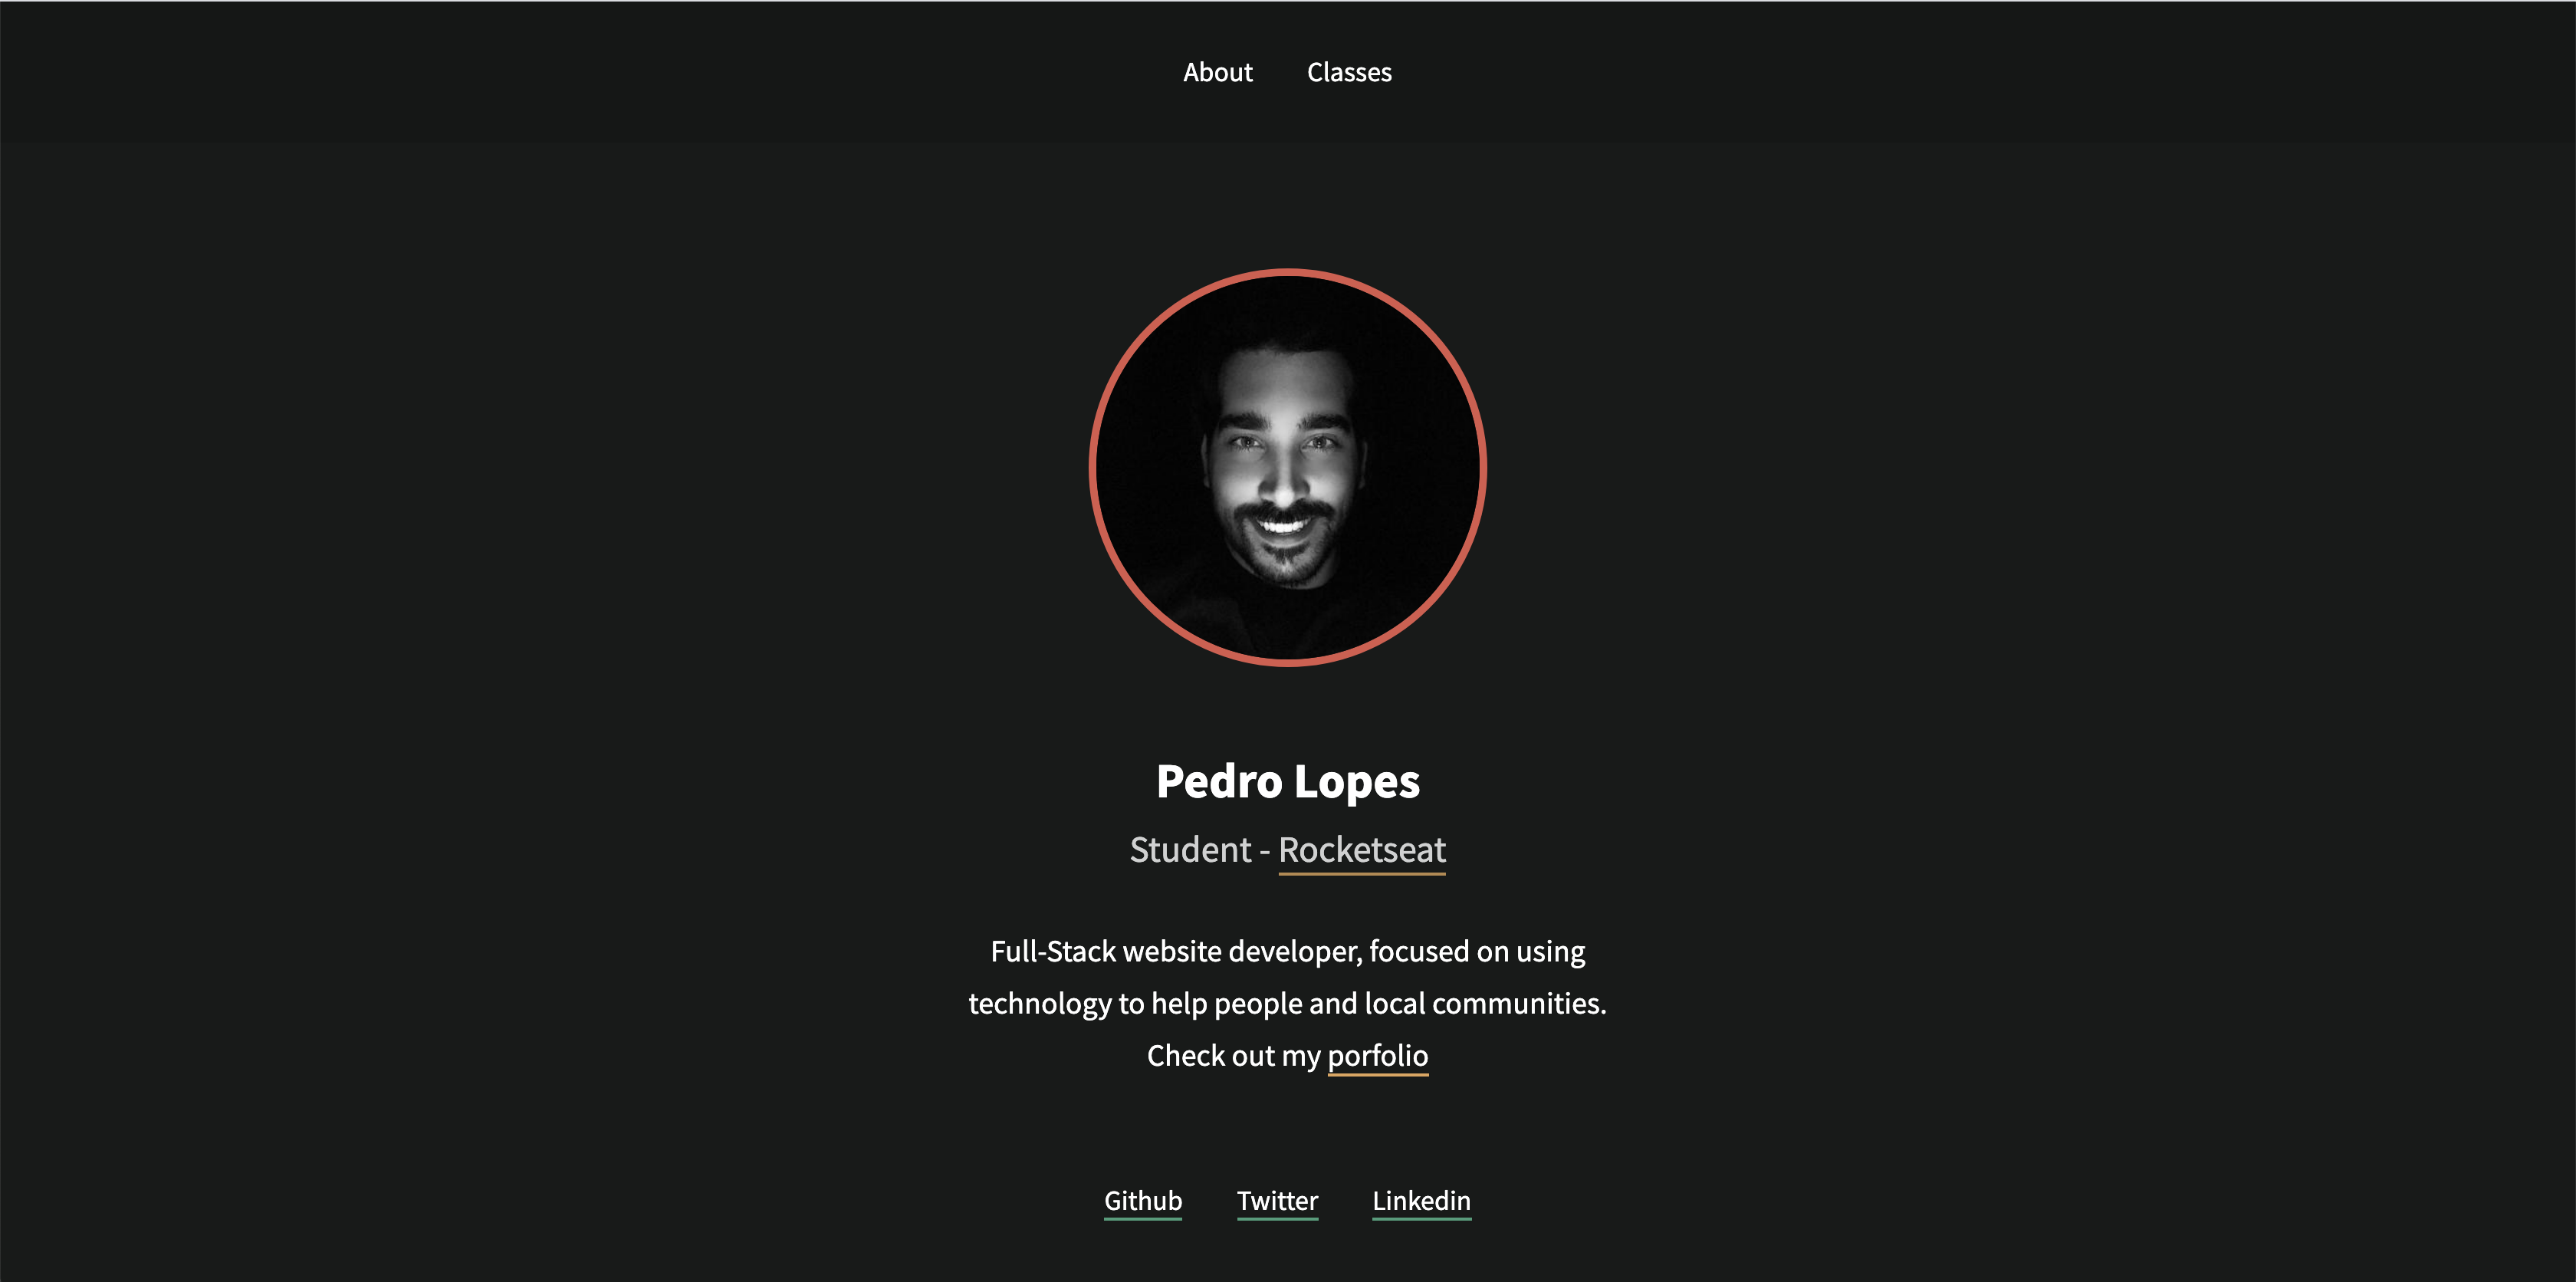 About Classes
Pedro Lopes
Student - Rocketseat
Full-Stack website developer, focused on using
technology to help people and local communities.
Check out my porfolio
Github Twitter Linkedin